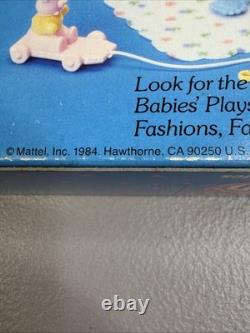 Look for the
Babies' Plays
Fashions, Fa
© Mattel, Inc. 1984. Hawthorne, CA 90250 U.S.